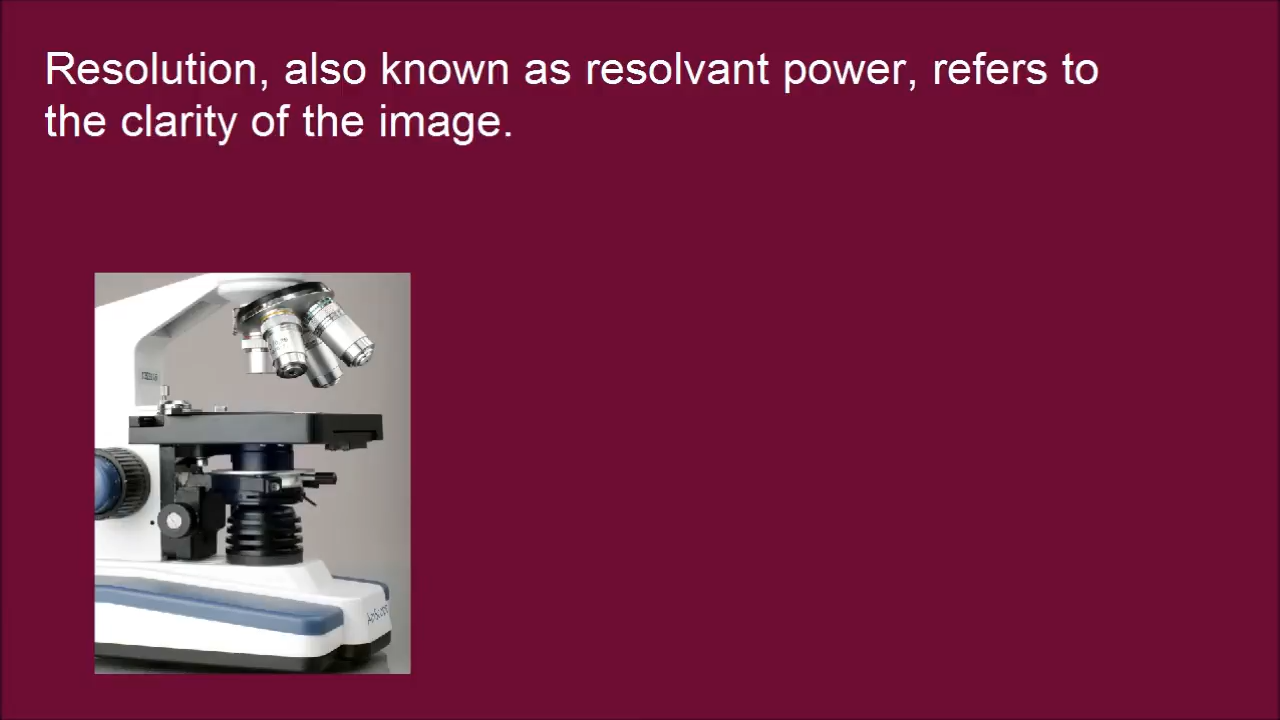 Resolution, also known as resolvant power, refers to
the clarity of the image.